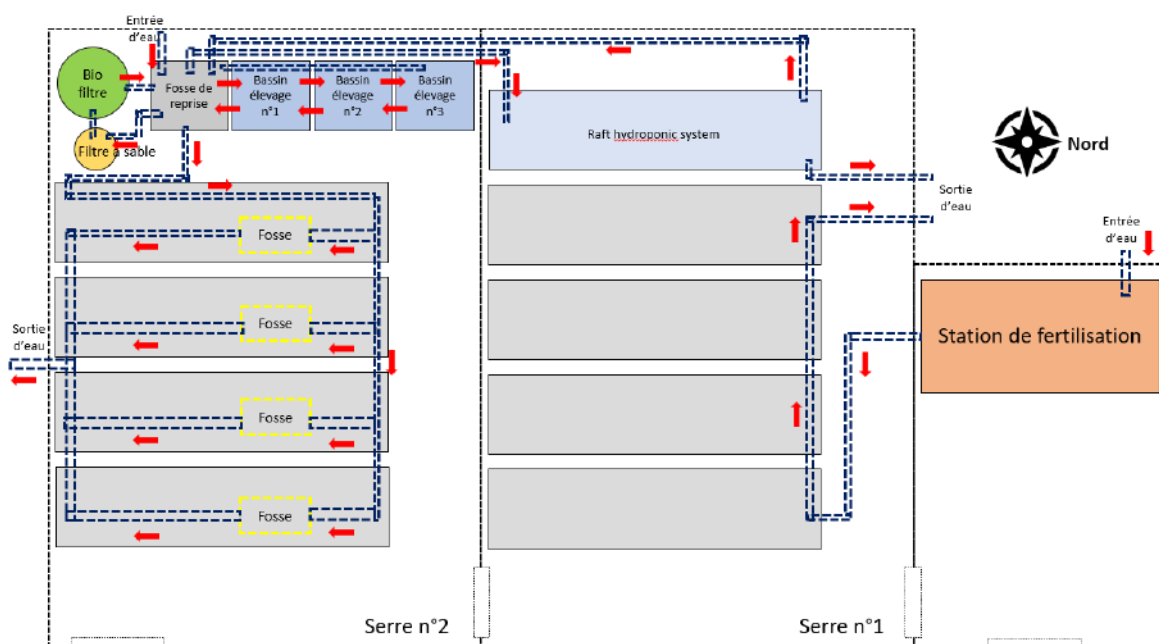 Entrée
d'eau
Bio
filtre
Fosse de
reprise
Bassin
élevage
n°1
Bassin
élevage
n°2
Bassin
élevage
n°3
Filtre à sable
Raft hydroponic system
Nord
Sortie
d'eau
Entrée
d'eau
Fosse
Fosse
Sortie
d'eau
Station de fertilisation
Fosse
Fosse
Serre n°2
Serre n°1